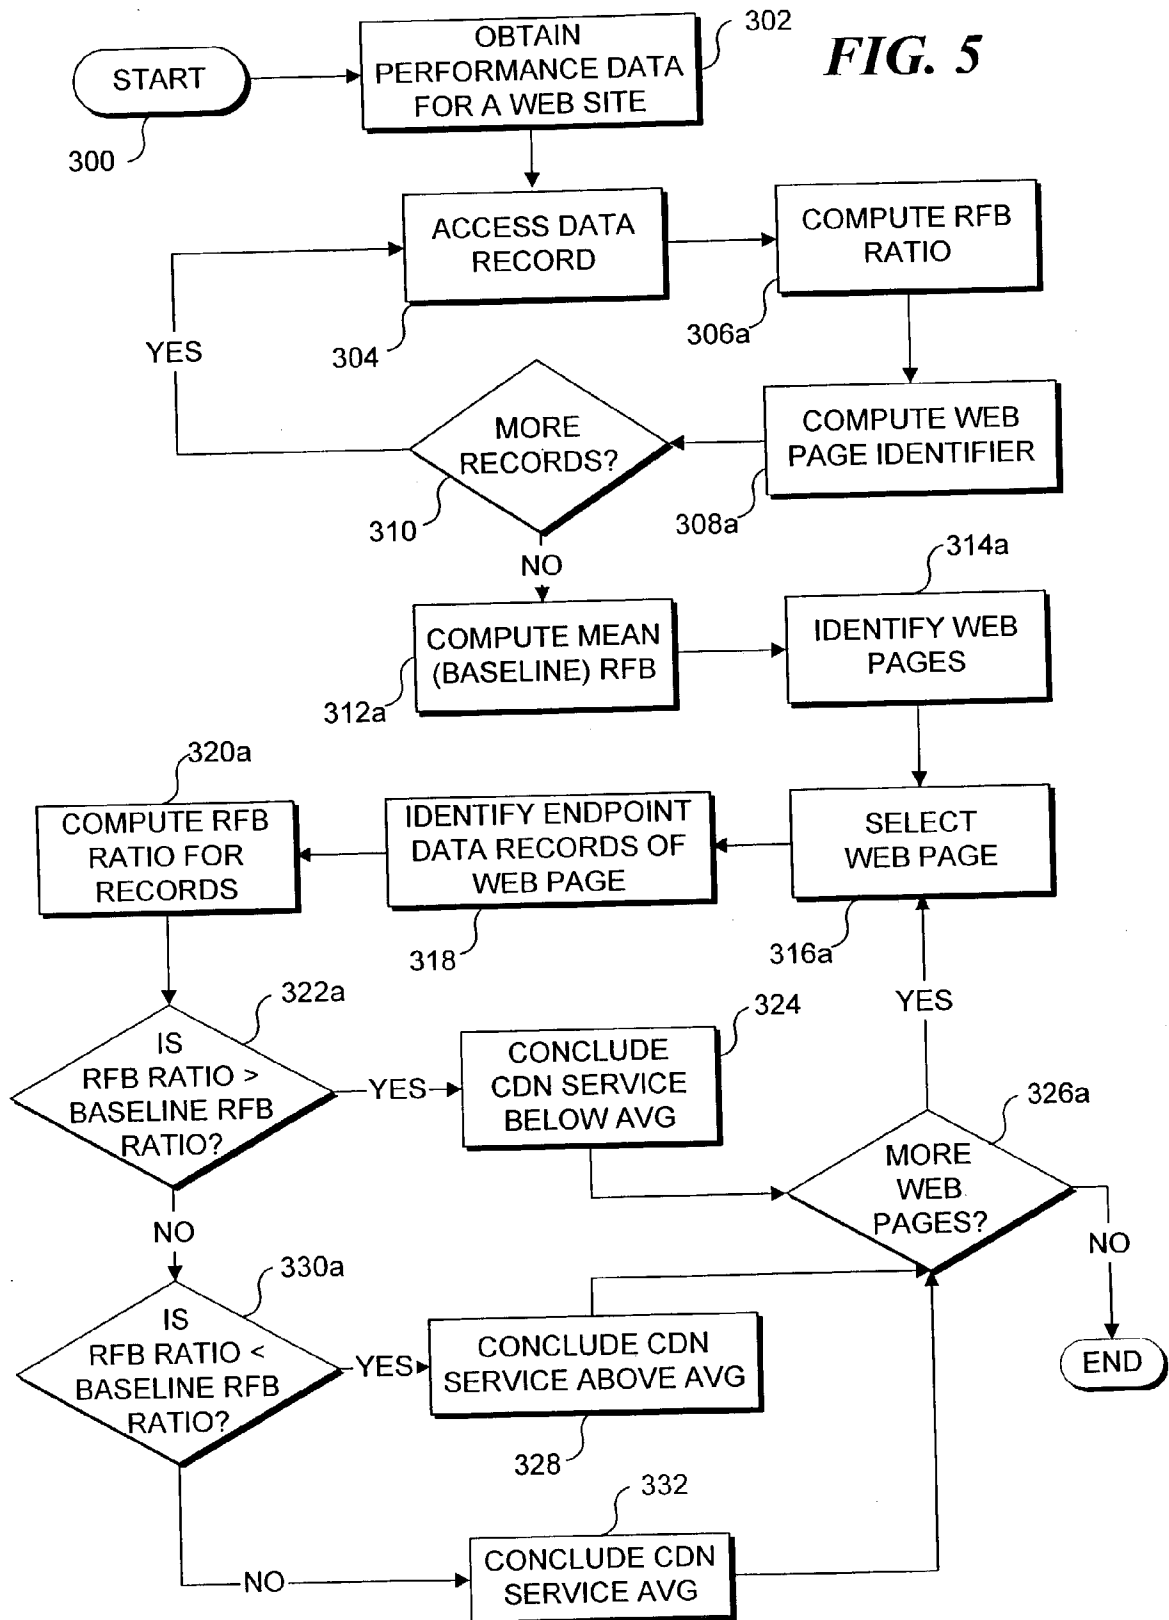 FIG. 5
START
300
OBTAIN
PERFORMANCE DATA
FOR A WEB SITE
302
ACCESS DATA
RECORD
304
COMPUTE RFB
RATIO
306a
YES
MORE
RECORDS?
310
COMPUTE WEB
PAGE IDENTIFIER
308a
NO
COMPUTE MEAN
(BASELINE) RFB
312a
IDENTIFY WEB
PAGES
314a
320a
COMPUTE RFB
RATIO FOR
RECORDS
IDENTIFY ENDPOINT
DATA RECORDS OF
WEB PAGE
318
SELECT
WEB PAGE
316a
322a
IS
RFB RATIO >
BASELINE RFB
RATIO?
YES
CONCLUDE
CDN SERVICE
BELOW AVG
324
YES
326a
MORE
WEB
PAGES?
NO
NO
330a
IS
RFB RATIO <
BASELINE RFB
RATIO?
YES
CONCLUDE CDN
SERVICE ABOVE AVG
328
END
NO
332
CONCLUDE CDN
SERVICE AVG